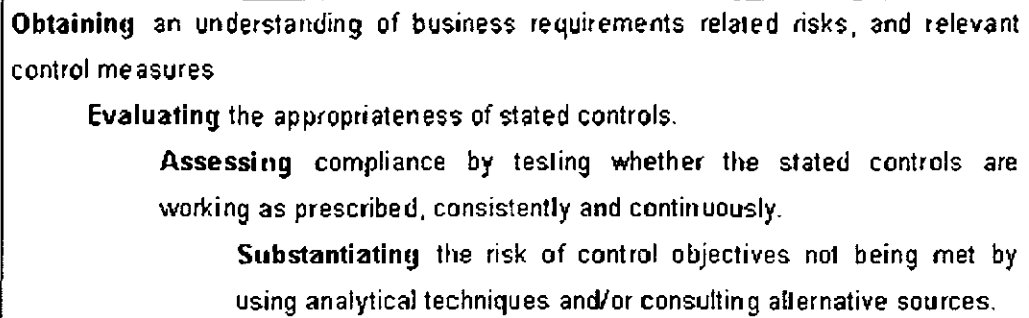 Obtaining an understanding of business requirements related risks, and relevant
control measures
Evaluating the appropriateness of stated controls.
Assessing compliance by testing whether the stated controls are
working as prescribed, consistently and continuously.
Substantiating the risk of control objectives not being met by
using analytical techniques and/or consulting alternative sources.